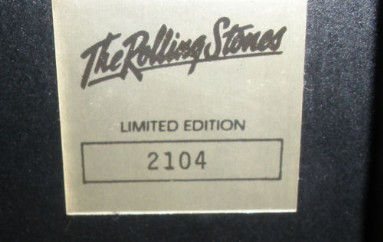 The Rolling Stones
LIMITED EDITION
2104